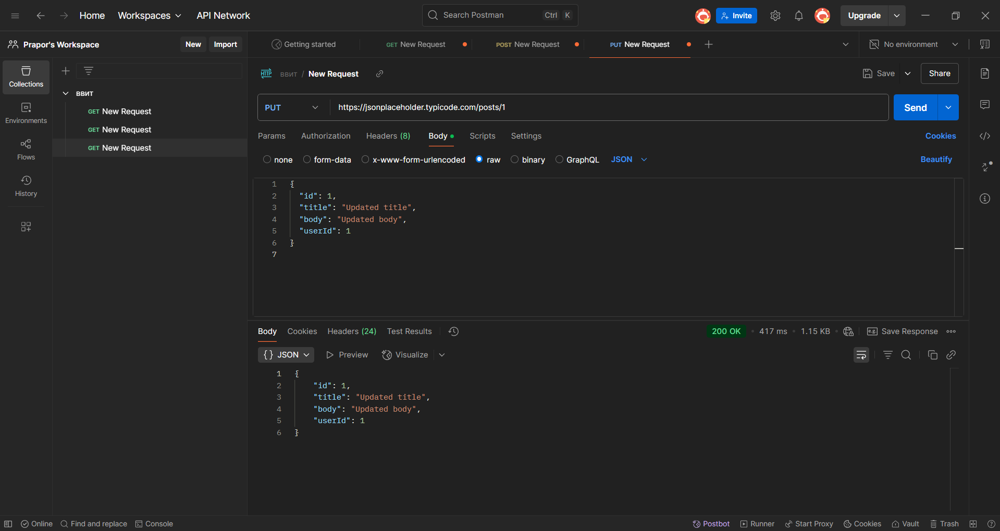 Home Workspaces API Network Search Postman Ctrl K Invite Upgrade
Prapor's Workspace New Import Getting started GET New Request POST New Request PUT New Request No environment
Collections
Environments
Flows
History
ВВИТ
GET New Request
GET New Request
GET New Request
HTTP ВВИТ / New Request Save Share
PUT https://jsonplaceholder.typicode.com/posts/1 Send
Params Authorization Headers (8) Body Scripts Settings Cookies
none form-data x-www-form-urlencoded raw binary GraphQL JSON Beautify
1 {
2 "id": 1,
3 "title": "Updated title",
4 "body": "Updated body",
5 "userId": 1
6 }
7
Body Cookies Headers (24) Test Results 200 OK 417 ms 1.15 KB e.g. Save Response
{} JSON Preview Visualize
1 {
2 "id": 1,
3 "title": "Updated title",
4 "body": "Updated body",
5 "userId": 1
6 }
Online Find and replace Console Postbot Runner Start Proxy Cookies Vault Trash